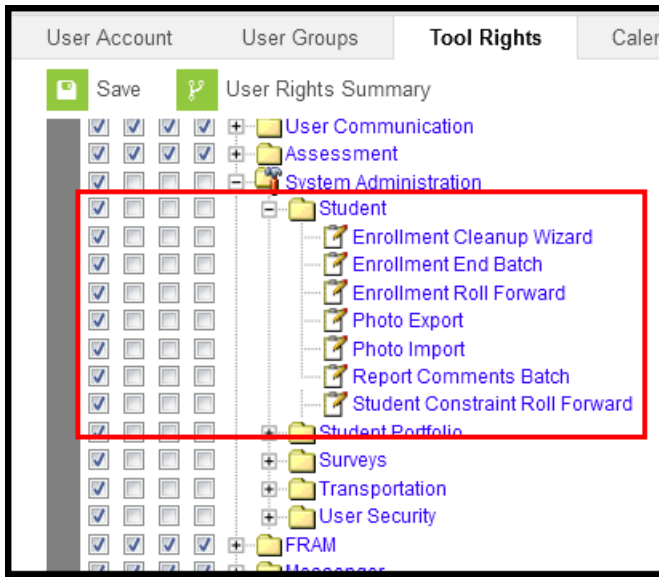 User Account User Groups Tool Rights Caler
Save User Rights Summary
User Communication
Assessment
System Administration
Student
Enrollment Cleanup Wizard
Enrollment End Batch
Enrollment Roll Forward
Photo Export
Photo Import
Report Comments Batch
Student Constraint Roll Forward
Student Portfolio
Surveys
Transportation
User Security
FRAM
Messenger